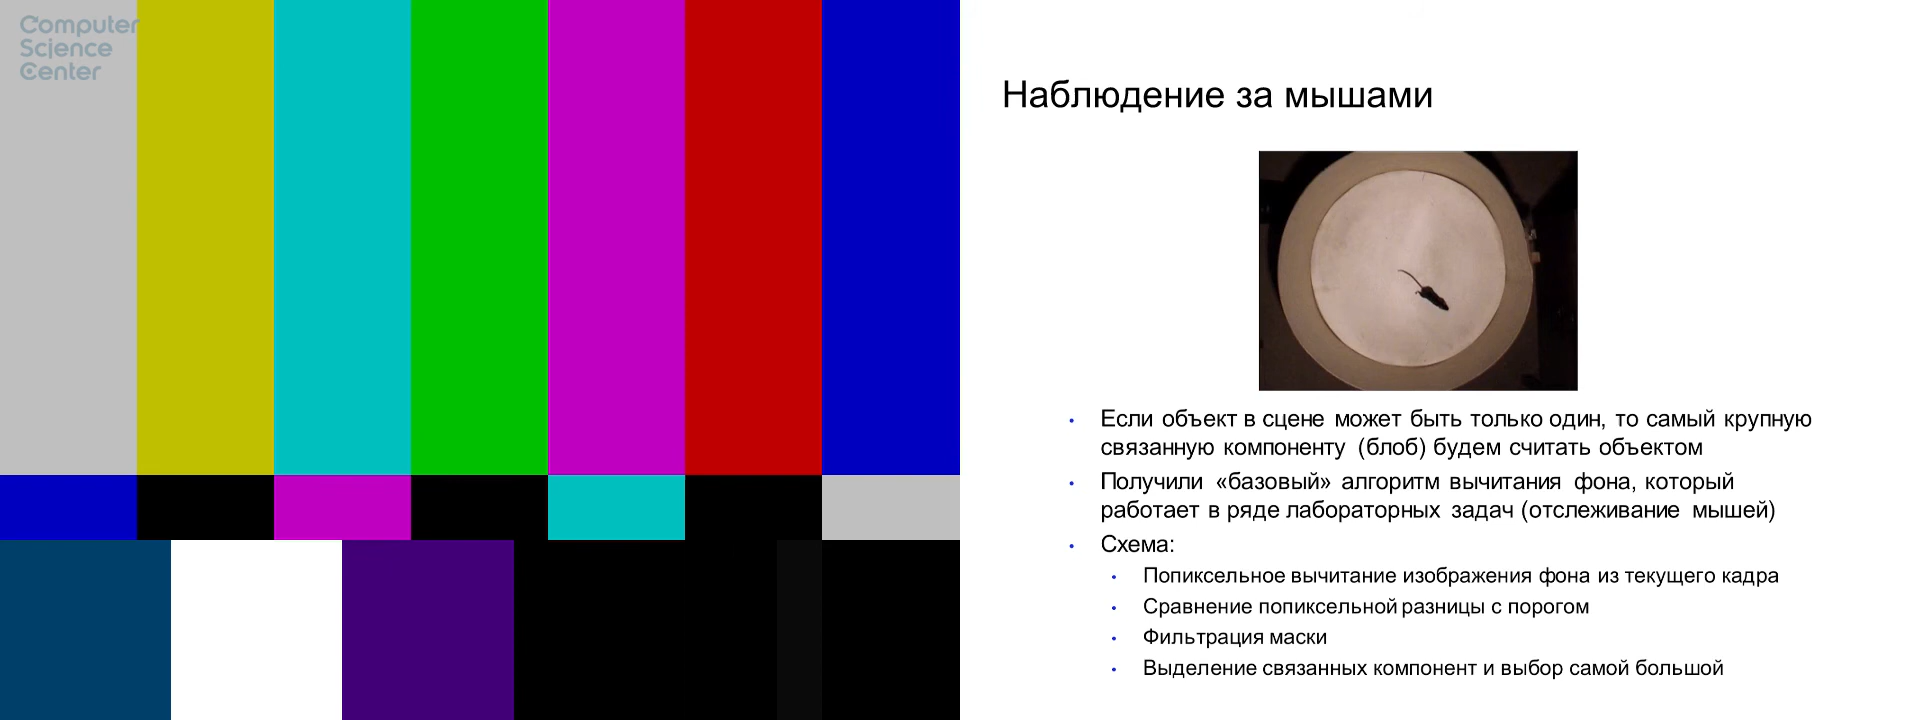 Computer
Science
Center
Наблюдение за мышами
Если объект в сцене может быть только один, то самый крупную
связанную компоненту (блоб) будем считать объектом
Получили «базовый» алгоритм вычитания фона, который
работает в ряде лабораторных задач (отслеживание мышей)
Схема:
Попиксельное вычитание изображения фона из текущего кадра
Сравнение попиксельной разницы с порогом
Фильтрация маски
Выделение связанных компонент и выбор самой большой